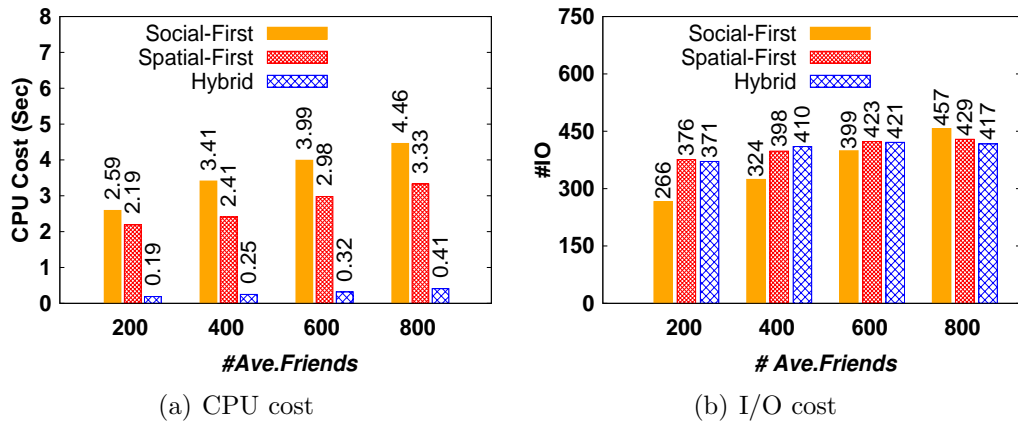 8
7
6
5
4
3
2
1
0
CPU Cost (Sec)
Social-First
Spatial-First
Hybrid
2.59
2.19
0.19
3.41
2.41
0.25
3.99
2.98
0.32
4.46
3.33
0.41
200 400 600 800
#Ave.Friends
(a) CPU cost
750
600
450
300
150
0
#IO
Social-First
Spatial-First
Hybrid
266
376
371
324
398
410
399
423
421
457
429
417
200 400 600 800
# Ave.Friends
(b) I/O cost